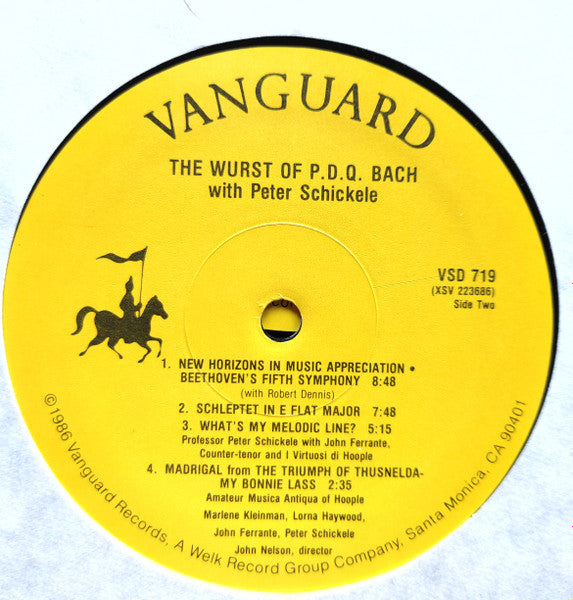 VANGUARD
THE WURST OF P.D.Q. BACH
with Peter Schickele
VSD 719
(XSV 223686)
Side Two
1. NEW HORIZONS IN MUSIC APPRECIATION •
BEETHOVEN'S FIFTH SYMPHONY 8:48
(with Robert Dennis)
2. SCHLEPTET IN E FLAT MAJOR 7:48
3. WHAT'S MY MELODIC LINE? 5:15
Professor Peter Schickele with John Ferrante,
Counter-tenor and I Virtuosi di Hoople
4. MADRIGAL from THE TRIUMPH OF THUSNELDA-
MY BONNIE LASS 2:35
Amateur Musica Antiqua of Hoople
Marlene Kleinman, Lorna Haywood,
John Ferrante, Peter Schickele
John Nelson, director
©1986 Vanguard Records, A Welk Record Group Company, Santa Monica, CA 90401